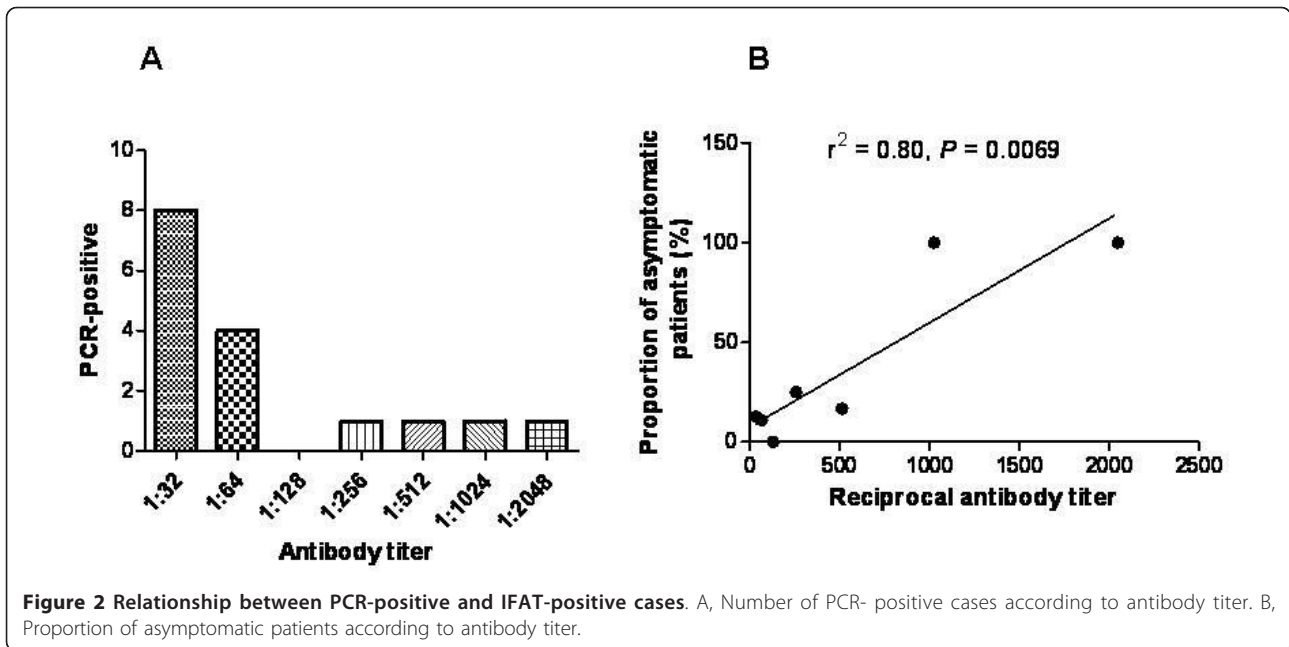 A
10
8
6
4
2
0
PCR-positive
1:32
1:64
1:128
1:256
1:512
1:1024
1:2048
Antibody titer
B
r² = 0.80, P = 0.0069
150
100
50
0
Proportion of asymptomatic
patients (%)
0
500
1000
1500
2000
2500
Reciprocal antibody titer
Figure 2 Relationship between PCR-positive and IFAT-positive cases. A, Number of PCR- positive cases according to antibody titer. B,
Proportion of asymptomatic patients according to antibody titer.